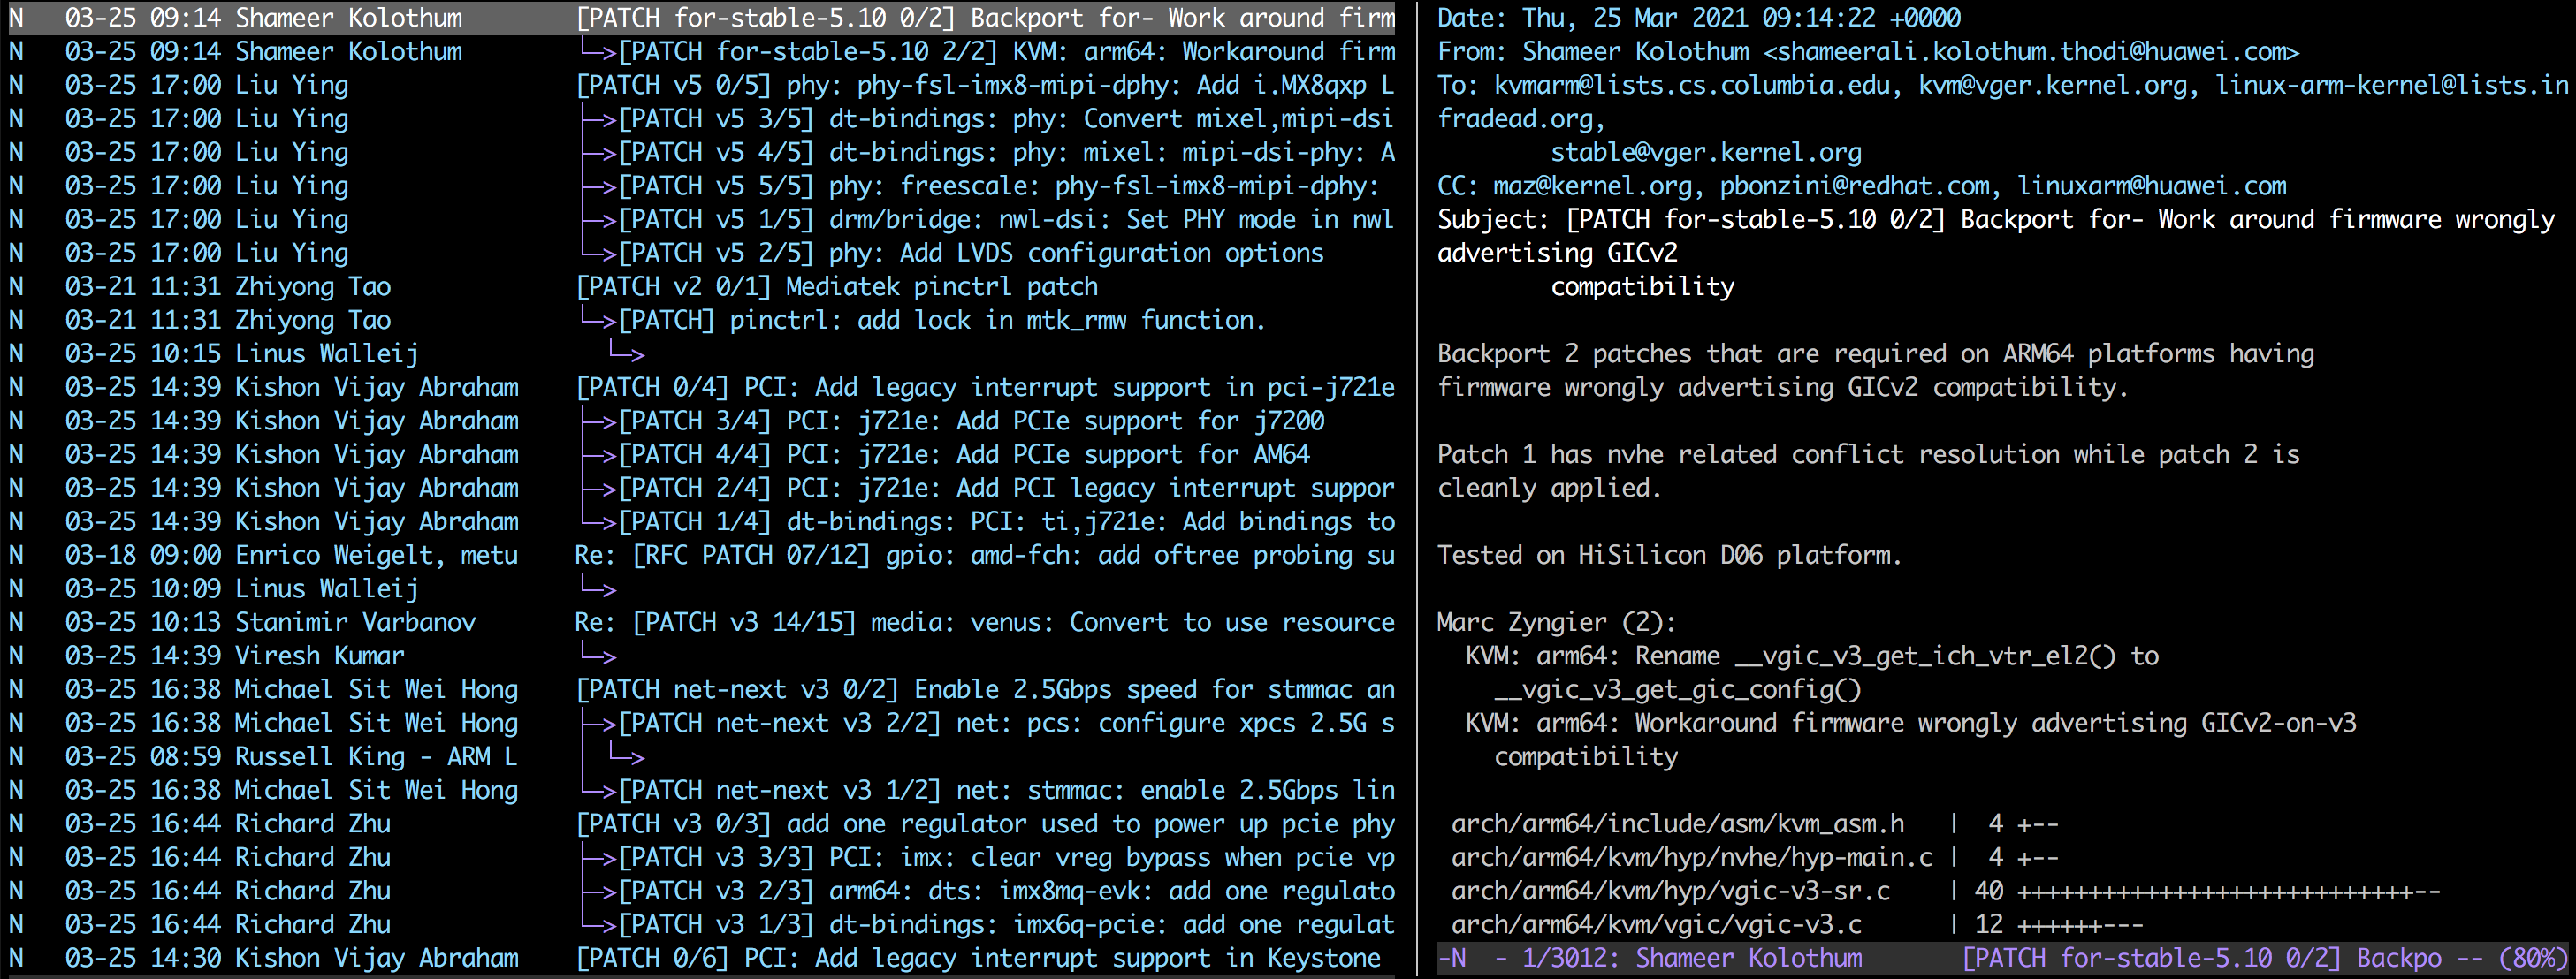 N   03-25 09:14 Shameer Kolothum        [PATCH for-stable-5.10 0/2] Backport for- Work around firm
N   03-25 09:14 Shameer Kolothum        └─>[PATCH for-stable-5.10 2/2] KVM: arm64: Workaround firm
N   03-25 17:00 Liu Ying                [PATCH v5 0/5] phy: phy-fsl-imx8-mipi-dphy: Add i.MX8qxp L
N   03-25 17:00 Liu Ying                ├─>[PATCH v5 3/5] dt-bindings: phy: Convert mixel,mipi-dsi
N   03-25 17:00 Liu Ying                ├─>[PATCH v5 4/5] dt-bindings: phy: mixel: mipi-dsi-phy: A
N   03-25 17:00 Liu Ying                ├─>[PATCH v5 5/5] phy: freescale: phy-fsl-imx8-mipi-dphy:
N   03-25 17:00 Liu Ying                ├─>[PATCH v5 1/5] drm/bridge: nwl-dsi: Set PHY mode in nwl
N   03-25 17:00 Liu Ying                └─>[PATCH v5 2/5] phy: Add LVDS configuration options
N   03-21 11:31 Zhiyong Tao             [PATCH v2 0/1] Mediatek pinctrl patch
N   03-21 11:31 Zhiyong Tao             └─>[PATCH] pinctrl: add lock in mtk_rmw function.
N   03-25 10:15 Linus Walleij             └─>
N   03-25 14:39 Kishon Vijay Abraham    [PATCH 0/4] PCI: Add legacy interrupt support in pci-j721e
N   03-25 14:39 Kishon Vijay Abraham    ├─>[PATCH 3/4] PCI: j721e: Add PCIe support for j7200
N   03-25 14:39 Kishon Vijay Abraham    ├─>[PATCH 4/4] PCI: j721e: Add PCIe support for AM64
N   03-25 14:39 Kishon Vijay Abraham    ├─>[PATCH 2/4] PCI: j721e: Add PCI legacy interrupt suppor
N   03-25 14:39 Kishon Vijay Abraham    └─>[PATCH 1/4] dt-bindings: PCI: ti,j721e: Add bindings to
N   03-18 09:00 Enrico Weigelt, metu    Re: [RFC PATCH 07/12] gpio: amd-fch: add oftree probing su
N   03-25 10:09 Linus Walleij           └─>
N   03-25 10:13 Stanimir Varbanov       Re: [PATCH v3 14/15] media: venus: Convert to use resource
N   03-25 14:39 Viresh Kumar            └─>
N   03-25 16:38 Michael Sit Wei Hong    [PATCH net-next v3 0/2] Enable 2.5Gbps speed for stmmac an
N   03-25 16:38 Michael Sit Wei Hong    ├─>[PATCH net-next v3 2/2] net: pcs: configure xpcs 2.5G s
N   03-25 08:59 Russell King - ARM L    │ └─>
N   03-25 16:38 Michael Sit Wei Hong    └─>[PATCH net-next v3 1/2] net: stmmac: enable 2.5Gbps lin
N   03-25 16:44 Richard Zhu             [PATCH v3 0/3] add one regulator used to power up pcie phy
N   03-25 16:44 Richard Zhu             ├─>[PATCH v3 3/3] PCI: imx: clear vreg bypass when pcie vp
N   03-25 16:44 Richard Zhu             ├─>[PATCH v3 2/3] arm64: dts: imx8mq-evk: add one regulato
N   03-25 16:44 Richard Zhu             └─>[PATCH v3 1/3] dt-bindings: imx6q-pcie: add one regulat
N   03-25 14:30 Kishon Vijay Abraham    [PATCH 0/6] PCI: Add legacy interrupt support in Keystone
Date: Thu, 25 Mar 2021 09:14:22 +0000
From: Shameer Kolothum <shameerali.kolothum.thodi@huawei.com>
To: kvmarm@lists.cs.columbia.edu, kvm@vger.kernel.org, linux-arm-kernel@lists.in
fradead.org,
        stable@vger.kernel.org
CC: maz@kernel.org, pbonzini@redhat.com, linuxarm@huawei.com
Subject: [PATCH for-stable-5.10 0/2] Backport for- Work around firmware wrongly
advertising GICv2
        compatibility
Backport 2 patches that are required on ARM64 platforms having
firmware wrongly advertising GICv2 compatibility.
Patch 1 has nvhe related conflict resolution while patch 2 is
cleanly applied.
Tested on HiSilicon D06 platform.
Marc Zyngier (2):
  KVM: arm64: Rename __vgic_v3_get_ich_vtr_el2() to
    __vgic_v3_get_gic_config()
  KVM: arm64: Workaround firmware wrongly advertising GICv2-on-v3
    compatibility
 arch/arm64/include/asm/kvm_asm.h   |  4 +--
 arch/arm64/kvm/hyp/nvhe/hyp-main.c |  4 +--
 arch/arm64/kvm/hyp/vgic-v3-sr.c    | 40 ++++++++++++++++++++++++++++--
 arch/arm64/kvm/vgic/vgic-v3.c      | 12 ++++++---
-N  - 1/3012: Shameer Kolothum       [PATCH for-stable-5.10 0/2] Backpo -- (80%)